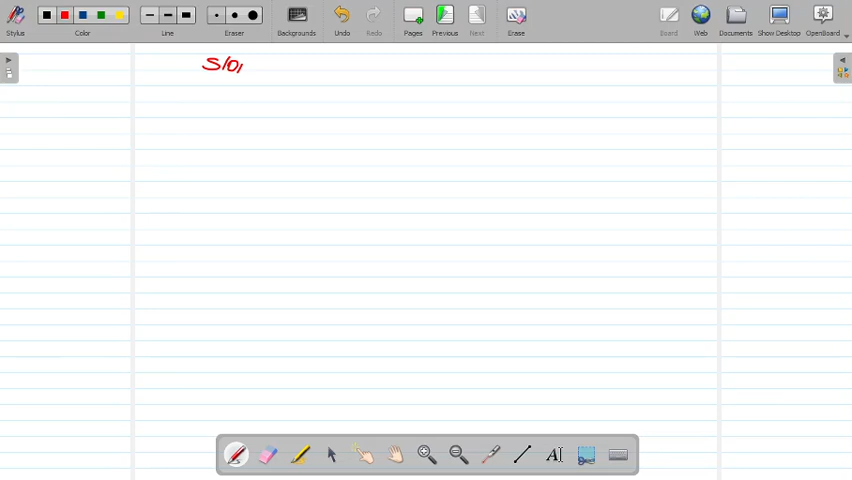 Stylus
Color
Line
Eraser
Backgrounds
Undo
Redo
Pages
Previous
Next
Erase
Board
Web
Documents
Show Desktop
OpenBoard